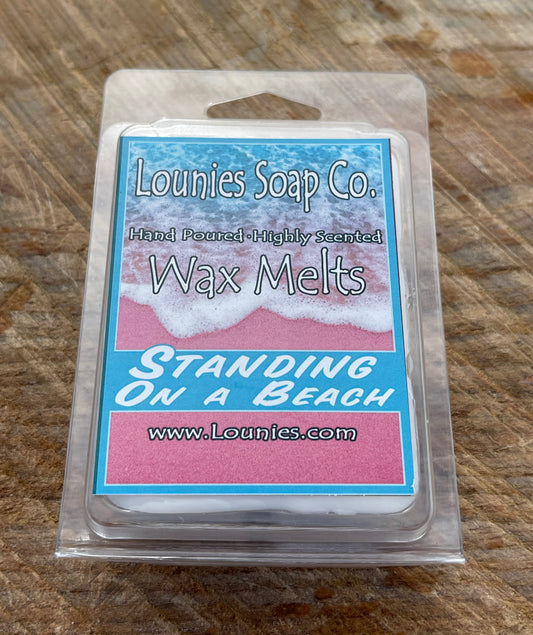 Lounies Soap Co.
Hand Poured·Highly Scented
Wax Melts
STANDING
ON A BEACH
www.Lounies.com